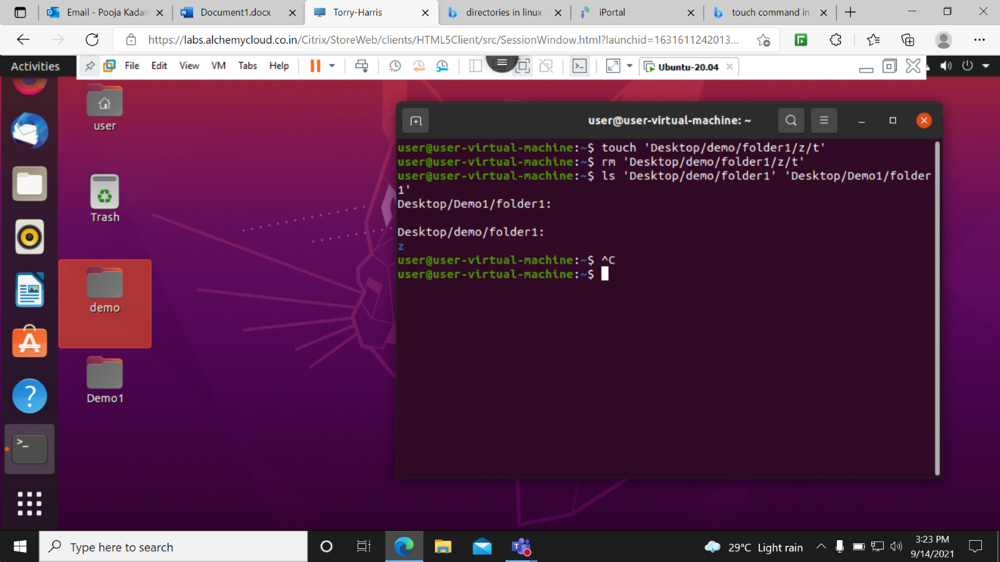 Email - Pooja Kadar
Document1.docx
Torry-Harris
directories in linux -
iPortal
touch command in
https://labs.alchemycloud.co.in/Citrix/StoreWeb/clients/HTML5Client/src/SessionWindow.html?launchid=1631611242013...
Activities
File Edit View VM Tabs Help
Ubuntu-20.04
user
Trash
demo
Demo1
user@user-virtual-machine: ~
user@user-virtual-machine:~$ touch 'Desktop/demo/folder1/z/t'
user@user-virtual-machine:~$ rm 'Desktop/demo/folder1/z/t'
user@user-virtual-machine:~$ ls 'Desktop/demo/folder1' 'Desktop/Demo1/folder
1'
Desktop/Demo1/folder1:
Desktop/demo/folder1:
z
user@user-virtual-machine:~$ ^C
user@user-virtual-machine:~$
Type here to search
29°C Light rain
3:23 PM
9/14/2021